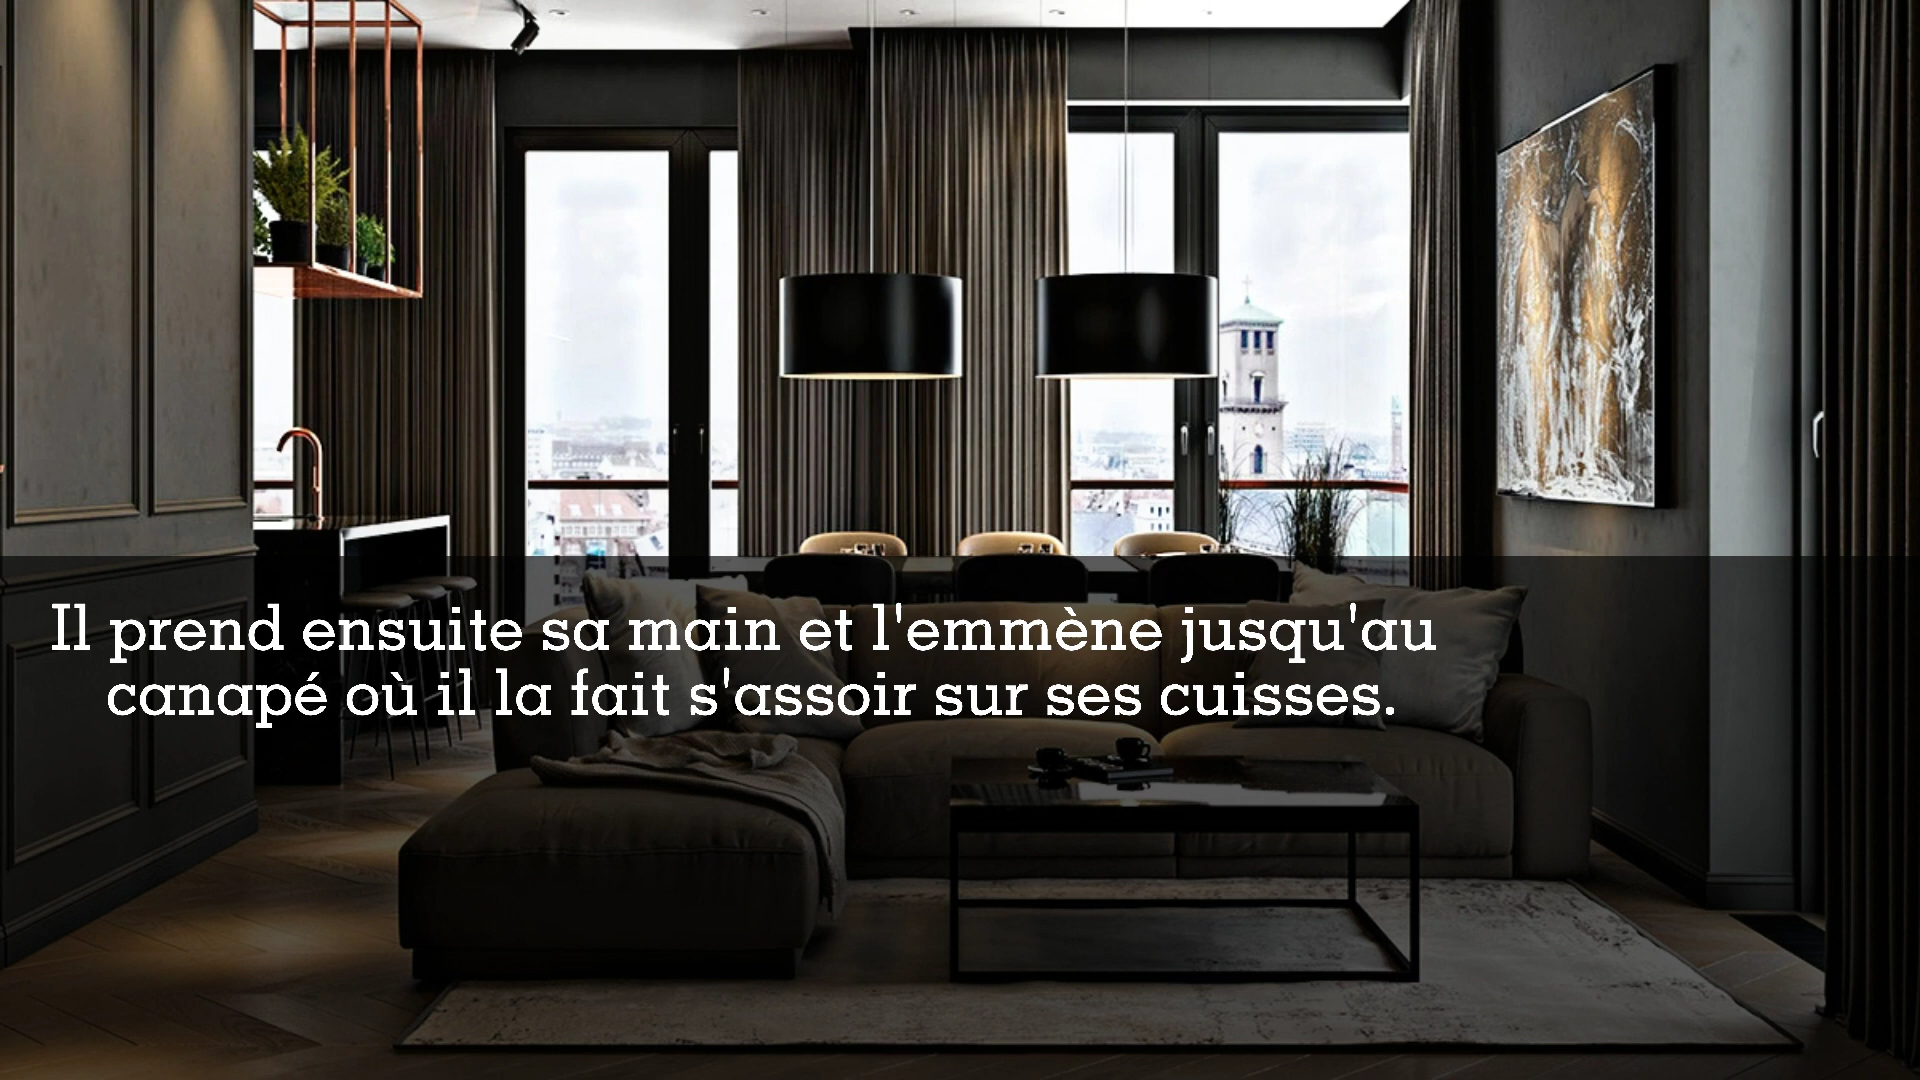 Il prend ensuite sa main et l'emmène jusqu'au
canapé où il la fait s'assoir sur ses cuisses.